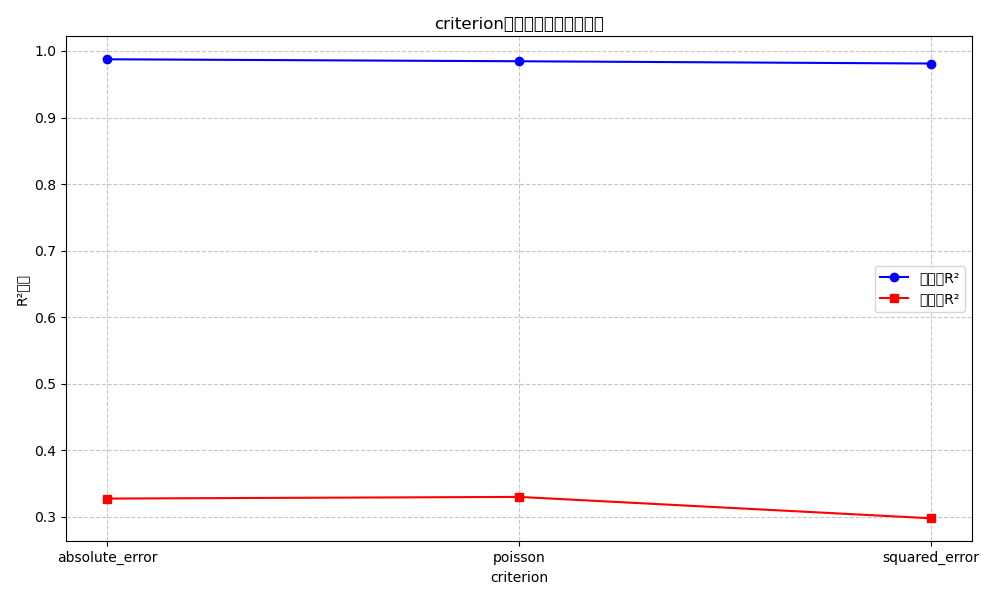 criterion
1.0
0.9
0.8
0.7
0.6
0.5
0.4
0.3
R²
R²
R²
absolute_error
poisson
squared_error
criterion